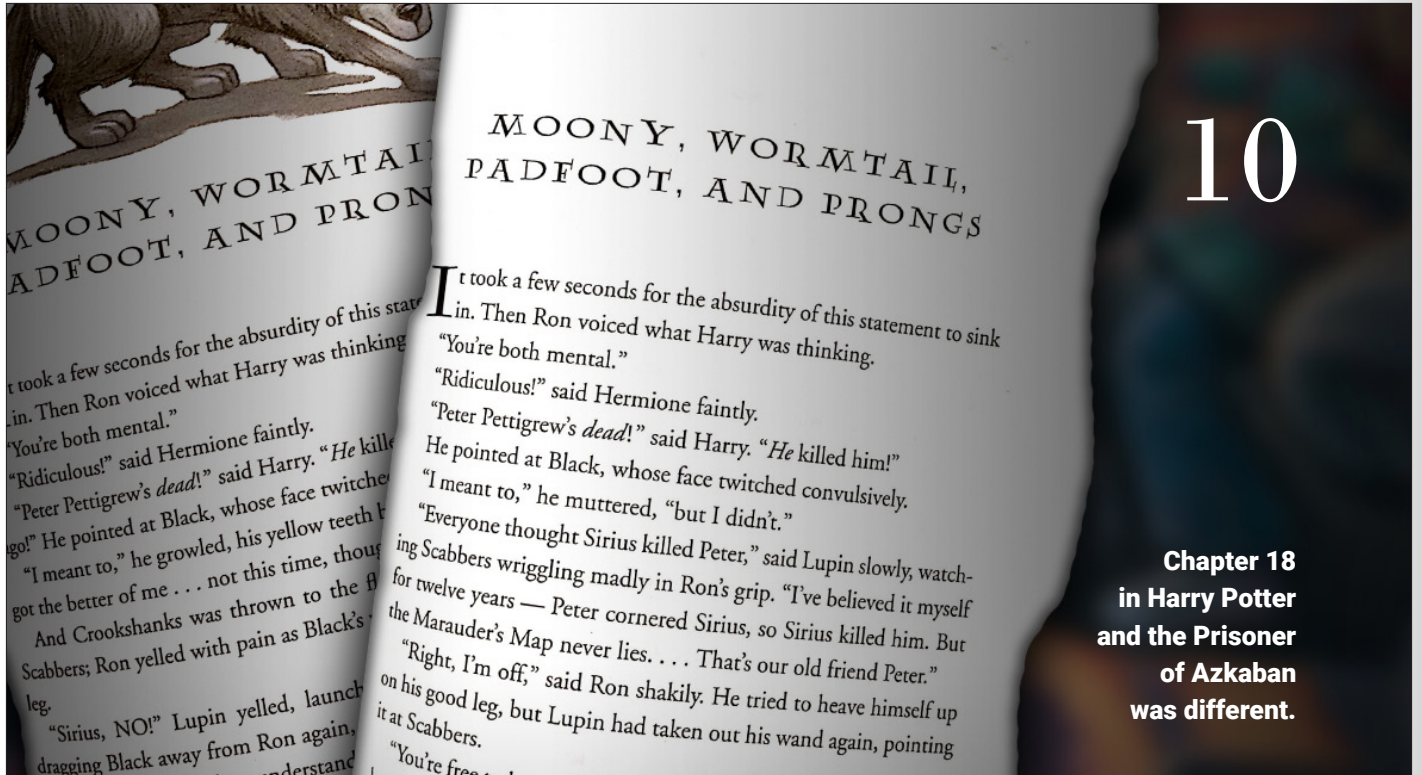 MOONY, WORMTAIL,
PADFOOT, AND PRONGS
It took a few seconds for the absurdity of this statement to sink
in. Then Ron voiced what Harry was thinking.
“You’re both mental.”
“Ridiculous!” said Hermione faintly.
“Peter Pettigrew’s dead!” said Harry. “He killed him!”
He pointed at Black, whose face twitched convulsively.
“I meant to,” he muttered, “but I didn’t.”
“Everyone thought Sirius killed Peter,” said Lupin slowly, watch-
ing Scabbers wriggling madly in Ron’s grip. “I’ve believed it myself
for twelve years — Peter cornered Sirius, so Sirius killed him. But
the Marauder’s Map never lies. . . . That’s our old friend Peter.”
“Right, I’m off,” said Ron shakily. He tried to heave himself up
on his good leg, but Lupin had taken out his wand again, pointing
it at Scabbers.
“You’re
MOONY,
AND
took a few seconds for the absurdity of this
in. Then Ron voiced what Harry was thinking
“You’re both mental.”
“Ridiculous!” said Hermione faintly.
“Peter Pettigrew’s dead!” said Harry. “He
He pointed at Black, whose face
“I meant to,” he growled, his yellow teeth
got the better of me . . . not this time,
And Crookshanks was thrown to the
Scabbers; Ron yelled with pain as Black’s
leg.
“Sirius, NO!” Lupin yelled,
dragging Black away from Ron again,
10
Chapter 18
in Harry Potter
and the Prisoner
of Azkaban
was different.